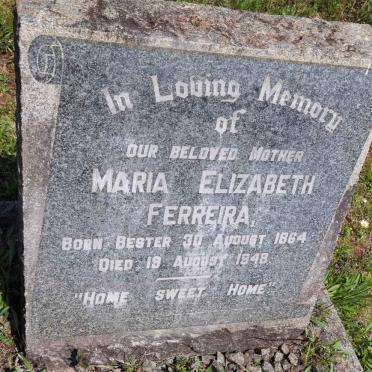 In Loving Memory
of
OUR BELOVED MOTHER
MARIA ELIZABETH
FERREIRA,
BORN BESTER 30 AUGUST 1864
DIED 19 AUGUST 1948
"HOME SWEET HOME"